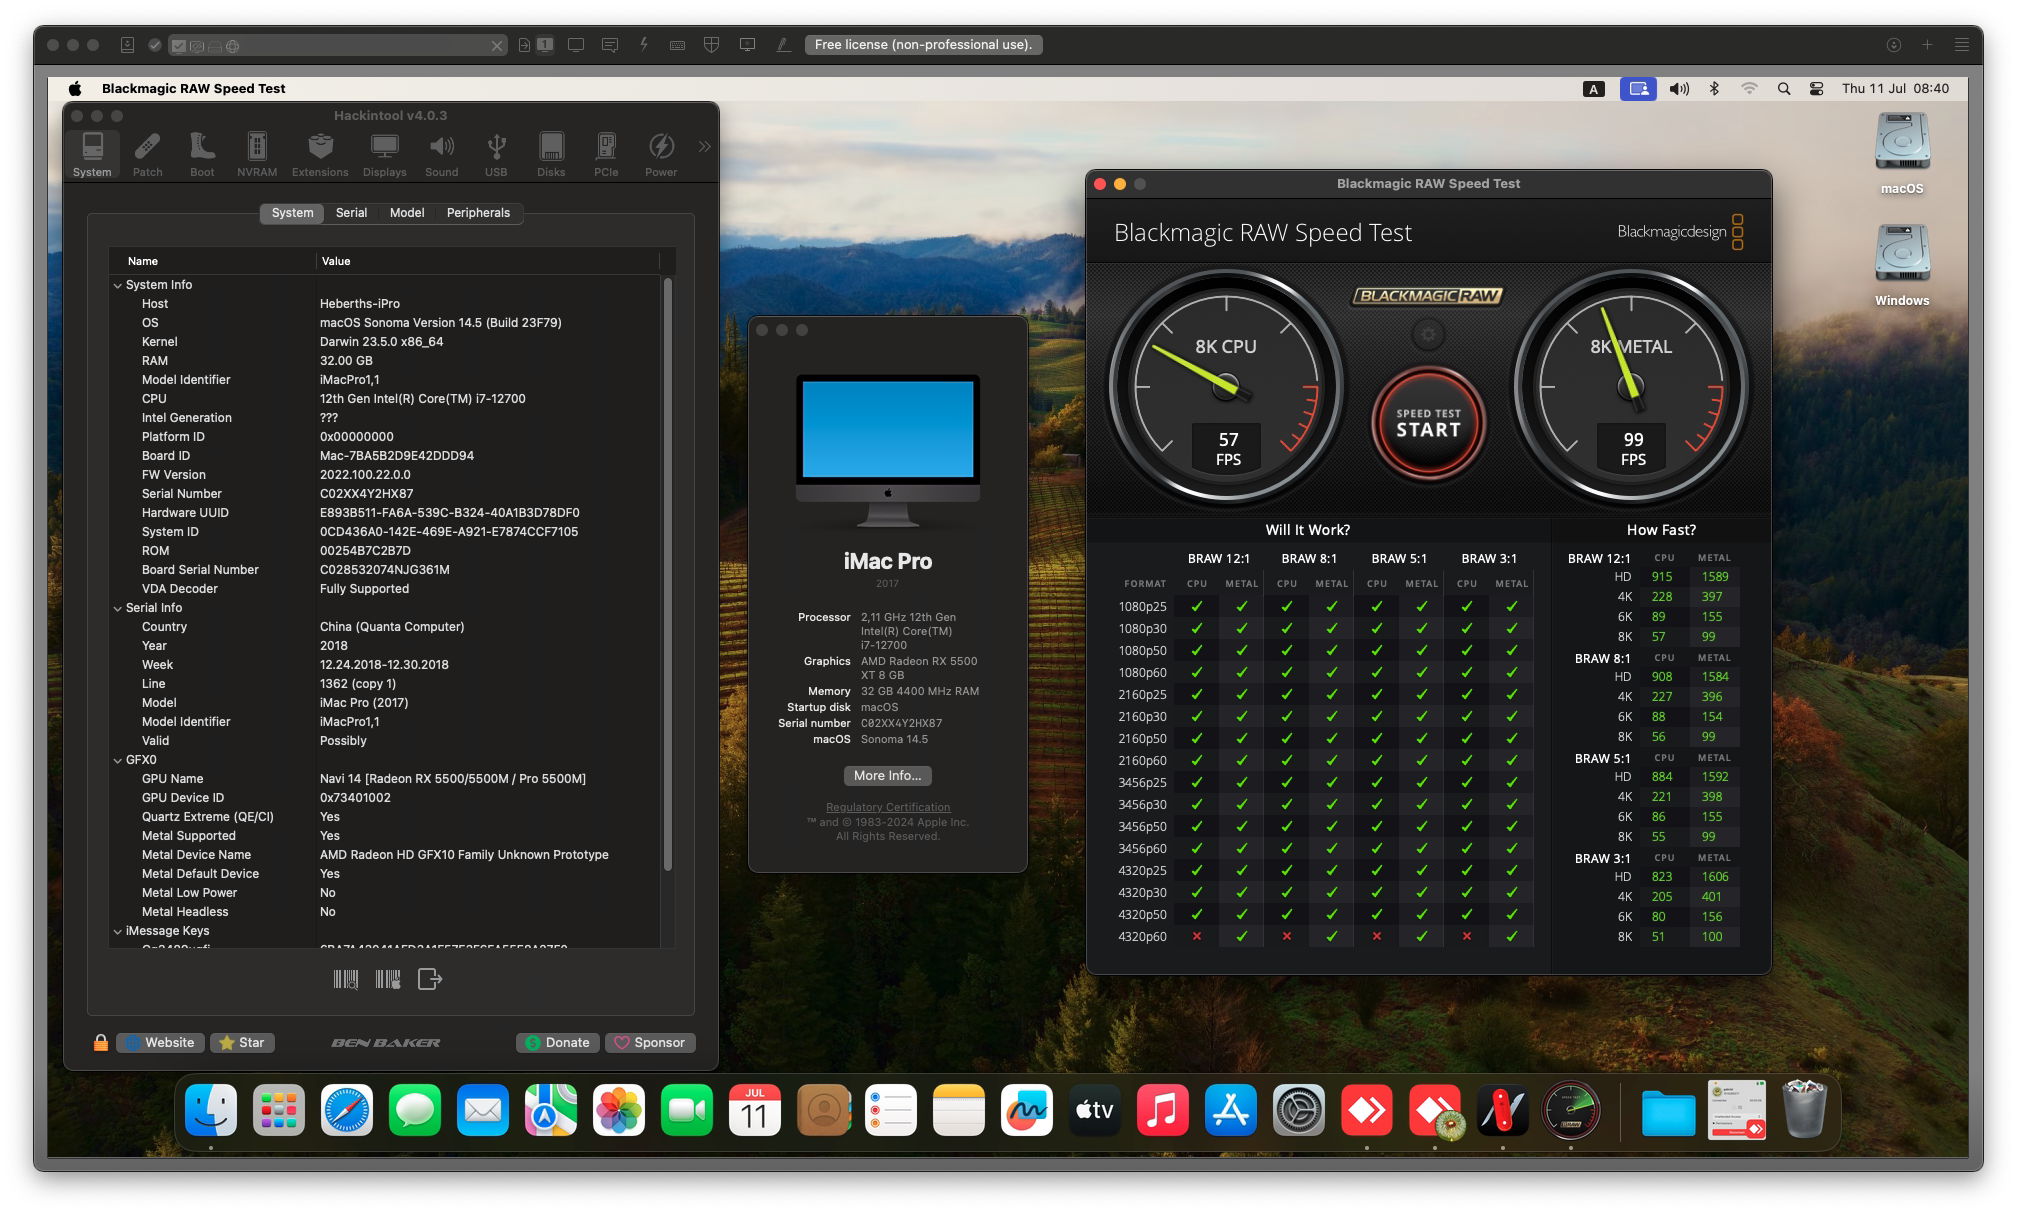 1
Free license (non-professional use).
Blackmagic RAW Speed Test
A
Thu 11 Jul 08:40
Hackintool v4.0.3
System Patch Boot NVRAM Extensions Displays Sound USB Disks PCIe Power
System Serial Model Peripherals
Name Value
System Info
Host Heberths-iPro
OS macOS Sonoma Version 14.5 (Build 23F79)
Kernel Darwin 23.5.0 x86_64
RAM 32.00 GB
Model Identifier iMacPro1,1
CPU 12th Gen Intel(R) Core(TM) i7-12700
Intel Generation ???
Platform ID 0x00000000
Board ID Mac-7BA5B2D9E42DDD94
FW Version 2022.100.22.0.0
Serial Number C02XX4Y2HX87
Hardware UUID E893B511-FA6A-539C-B324-40A1B3D78DF0
System ID 0CD436A0-142E-469E-A921-E7874CCF7105
ROM 00254B7C2B7D
Board Serial Number C028532074NJG361M
VDA Decoder Fully Supported
Serial Info
Country China (Quanta Computer)
Year 2018
Week 12.24.2018-12.30.2018
Line 1362 (copy 1)
Model iMac Pro (2017)
Model Identifier iMacPro1,1
Valid Possibly
GFX0
GPU Name Navi 14 [Radeon RX 5500/5500M / Pro 5500M]
GPU Device ID 0x73401002
Quartz Extreme (QE/CI) Yes
Metal Supported Yes
Metal Device Name AMD Radeon HD GFX10 Family Unknown Prototype
Metal Default Device Yes
Metal Low Power No
Metal Headless No
iMessage Keys
Website Star BEN BAKER Donate Sponsor
iMac Pro
2017
Processor 2,11 GHz 12th Gen
Intel(R) Core(TM)
i7-12700
Graphics AMD Radeon RX 5500
XT 8 GB
Memory 32 GB 4400 MHz RAM
Startup disk macOS
Serial number C02XX4Y2HX87
macOS Sonoma 14.5
More Info...
Regulatory Certification
™ and © 1983-2024 Apple Inc.
All Rights Reserved.
Blackmagic RAW Speed Test
Blackmagic RAW Speed Test
Blackmagicdesign
BLACKMAGIC RAW
8K CPU
57
FPS
SPEED TEST
START
8K METAL
99
FPS
Will It Work?
BRAW 12:1 BRAW 8:1 BRAW 5:1 BRAW 3:1
FORMAT CPU METAL CPU METAL CPU METAL CPU METAL
1080p25
1080p30
1080p50
1080p60
2160p25
2160p30
2160p50
2160p60
3456p25
3456p30
3456p50
3456p60
4320p25
4320p30
4320p50
4320p60
How Fast?
BRAW 12:1 CPU METAL
HD 915 1589
4K 228 397
6K 89 155
8K 57 99
BRAW 8:1 CPU METAL
HD 908 1584
4K 227 396
6K 88 154
8K 56 99
BRAW 5:1 CPU METAL
HD 884 1592
4K 221 398
6K 86 155
8K 55 99
BRAW 3:1 CPU METAL
HD 823 1606
4K 205 401
6K 80 156
8K 51 100
macOS
Windows
JUL
11
tv